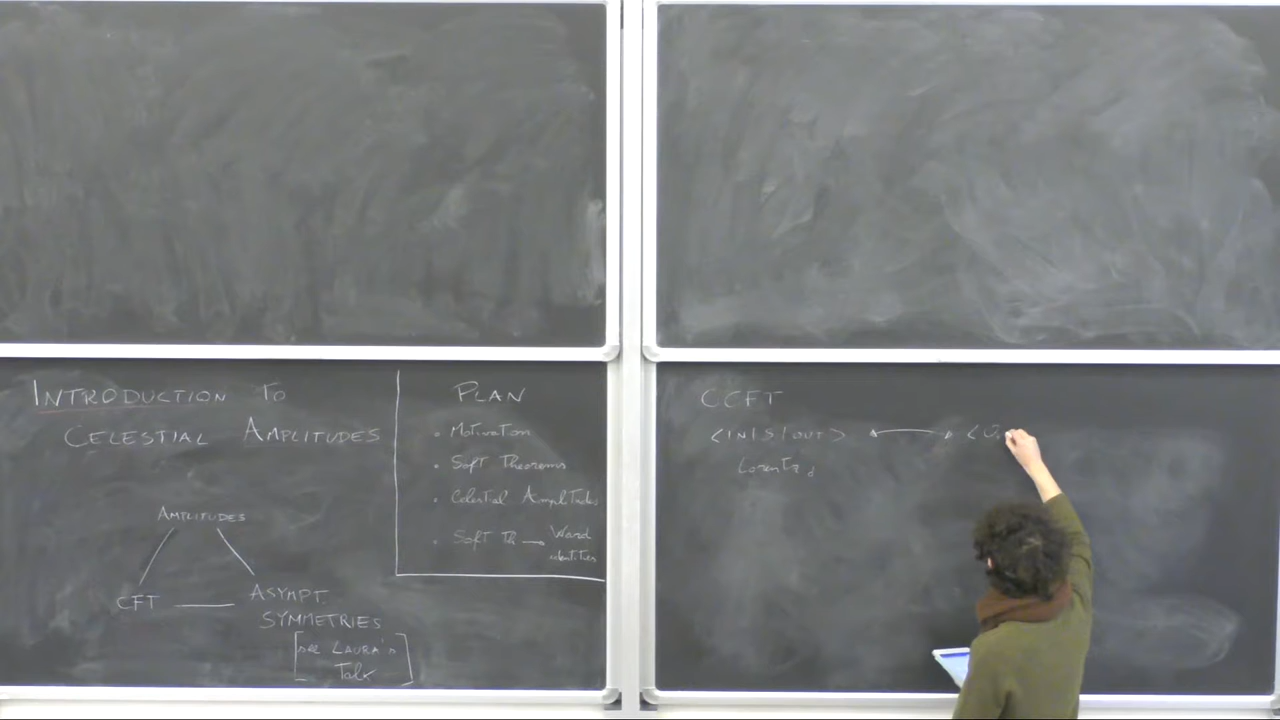 INTRODUCTION TO
CELESTIAL AMPLITUDES
AMPLITUDES
CFT
ASYMPT.
SYMMETRIES
[see LAURA'S
Talk]
PLAN
• Motivation
• Soft Theorems
• Celestial Amplitudes
• Soft Th → Ward
identities
CCFT
<IN|S|OUT> ↔ <O
Lorentz